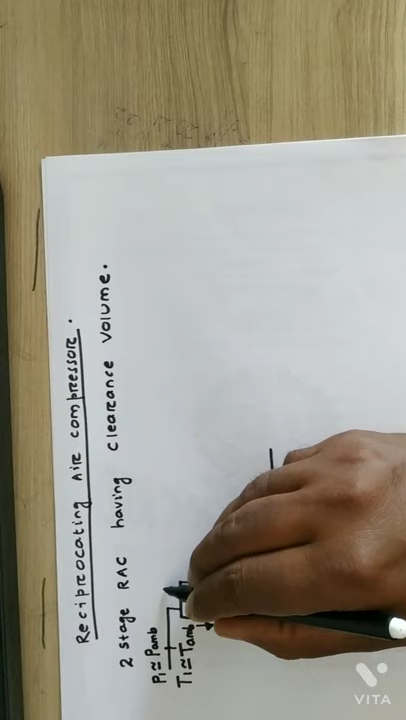 Reciprocating Air compressor.
2 stage RAC having clearance volume.
P₁≃Pamb
T₁≃Tamb
VITA